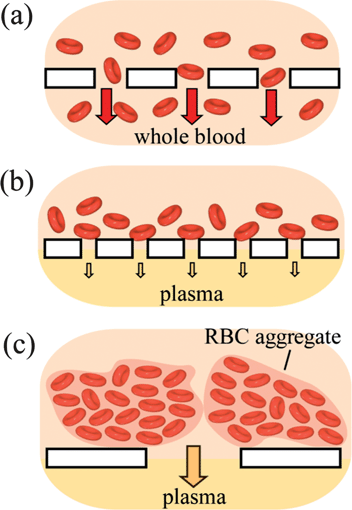 (a)
whole blood
(b)
plasma
(c)
RBC aggregate
plasma